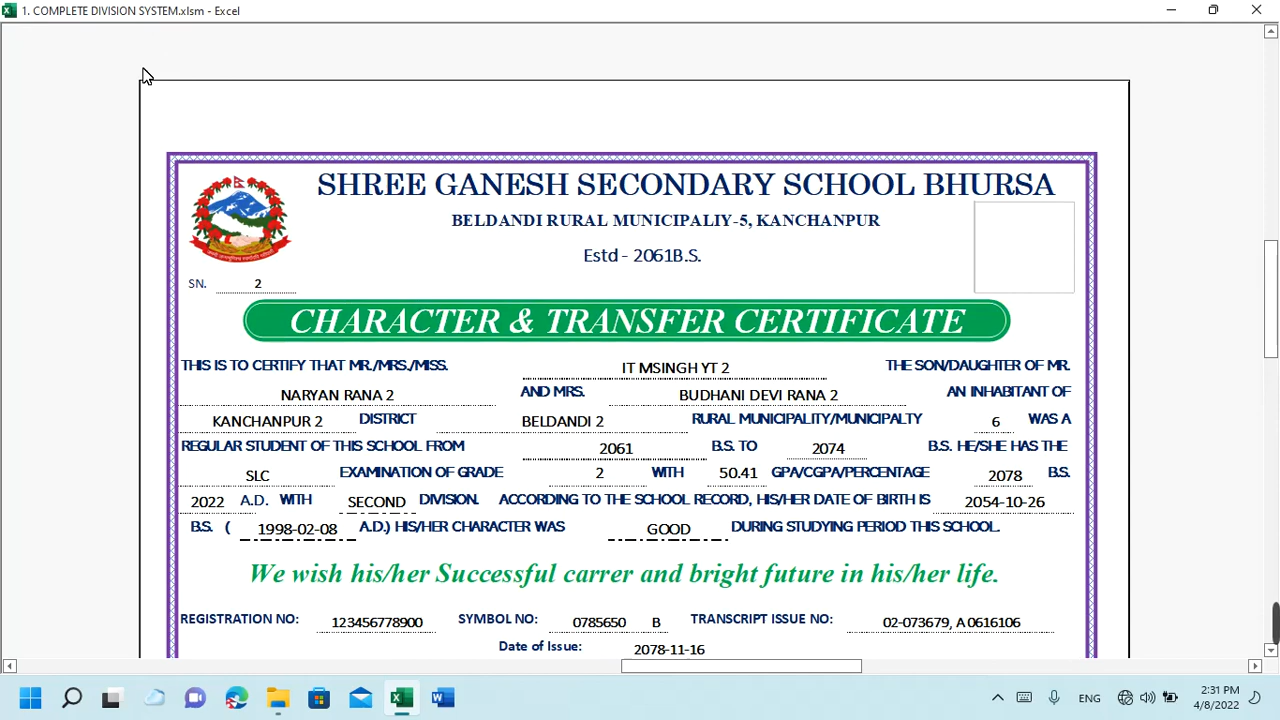 1. COMPLETE DIVISION SYSTEM.xlsm - Excel
SHREE GANESH SECONDARY SCHOOL BHURSA
BELDANDI RURAL MUNICIPALIY-5, KANCHANPUR
Estd - 2061B.S.
SN. 2
CHARACTER & TRANSFER CERTIFICATE
THIS IS TO CERTIFY THAT MR./MRS./MISS. IT MSINGH YT 2 THE SON/DAUGHTER OF MR.
NARYAN RANA 2 AND MRS. BUDHANI DEVI RANA 2 AN INHABITANT OF
KANCHANPUR 2 DISTRICT BELDANDI 2 RURAL MUNICIPALITY/MUNICIPALTY 6 WAS A
REGULAR STUDENT OF THIS SCHOOL FROM 2061 B.S. TO 2074 B.S. HE/SHE HAS THE
SLC EXAMINATION OF GRADE 2 WITH 50.41 GPA/CGPA/PERCENTAGE 2078 B.S.
2022 A.D. WITH SECOND DIVISION. ACCORDING TO THE SCHOOL RECORD, HIS/HER DATE OF BIRTH IS 2054-10-26
B.S. ( 1998-02-08 A.D.) HIS/HER CHARACTER WAS GOOD DURING STUDYING PERIOD THIS SCHOOL.
We wish his/her Successful carrer and bright future in his/her life.
REGISTRATION NO: 123456778900 SYMBOL NO: 0785650 B TRANSCRIPT ISSUE NO: 02-073679, A 0616106
Date of Issue: 2078-11-16
ENG
2:31 PM
4/8/2022